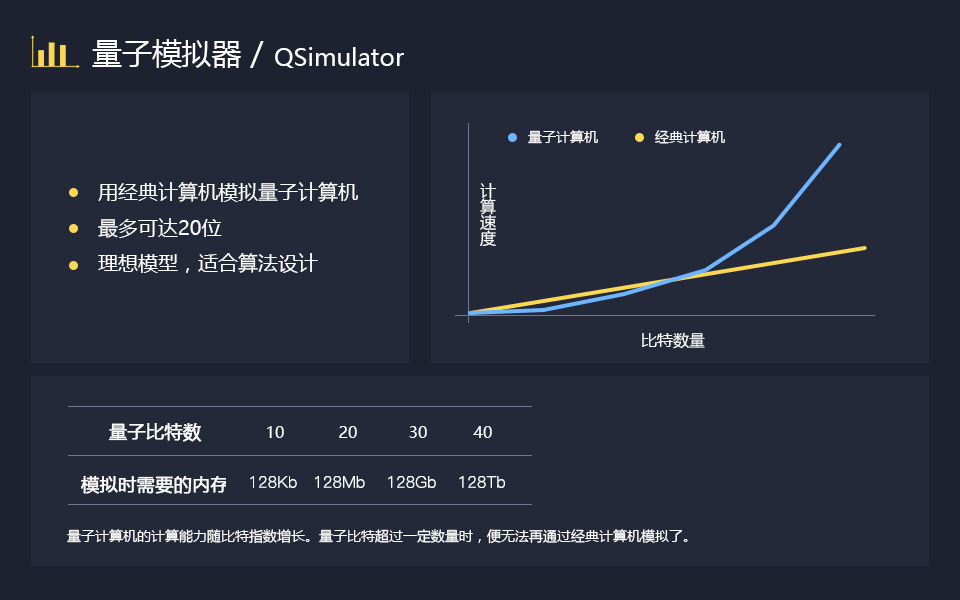 量子模拟器 / QSimulator
用经典计算机模拟量子计算机
最多可达20位
理想模型，适合算法设计
量子计算机 经典计算机
计算速度
比特数量
量子比特数 10 20 30 40
模拟时需要的内存 128Kb 128Mb 128Gb 128Tb
量子计算机的计算能力随比特指数增长。量子比特超过一定数量时，便无法再通过经典计算机模拟了。